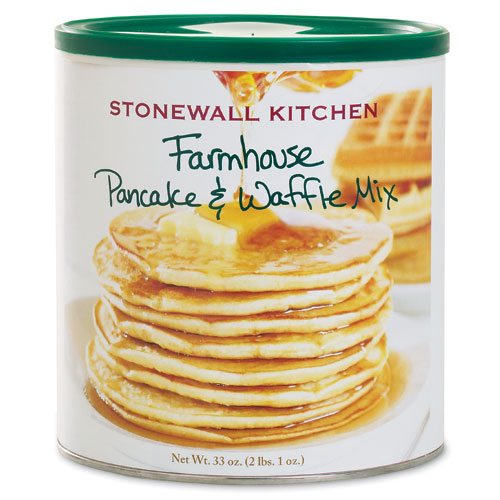 STONEWALL KITCHEN
Farmhouse
Pancake & Waffle Mix
Net Wt. 33 oz. (2 lbs. 1 oz.)